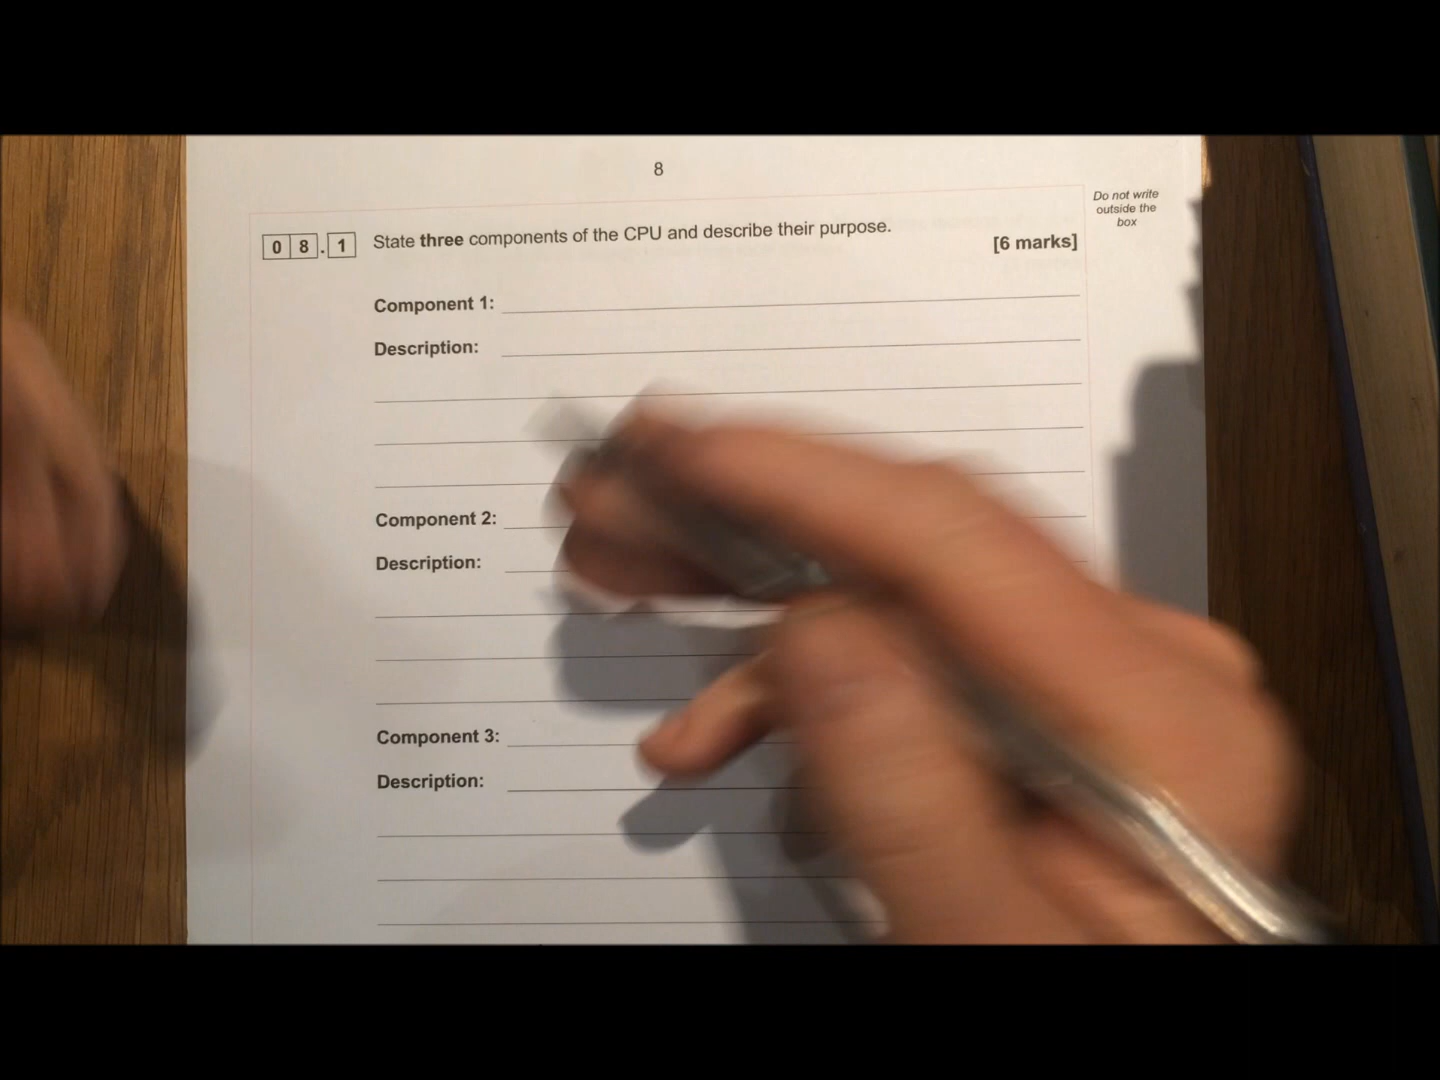 8
Do not write
outside the
box
0 8 . 1 State three components of the CPU and describe their purpose.
[6 marks]
Component 1:
Description:
Component 2:
Description:
Component 3:
Description: